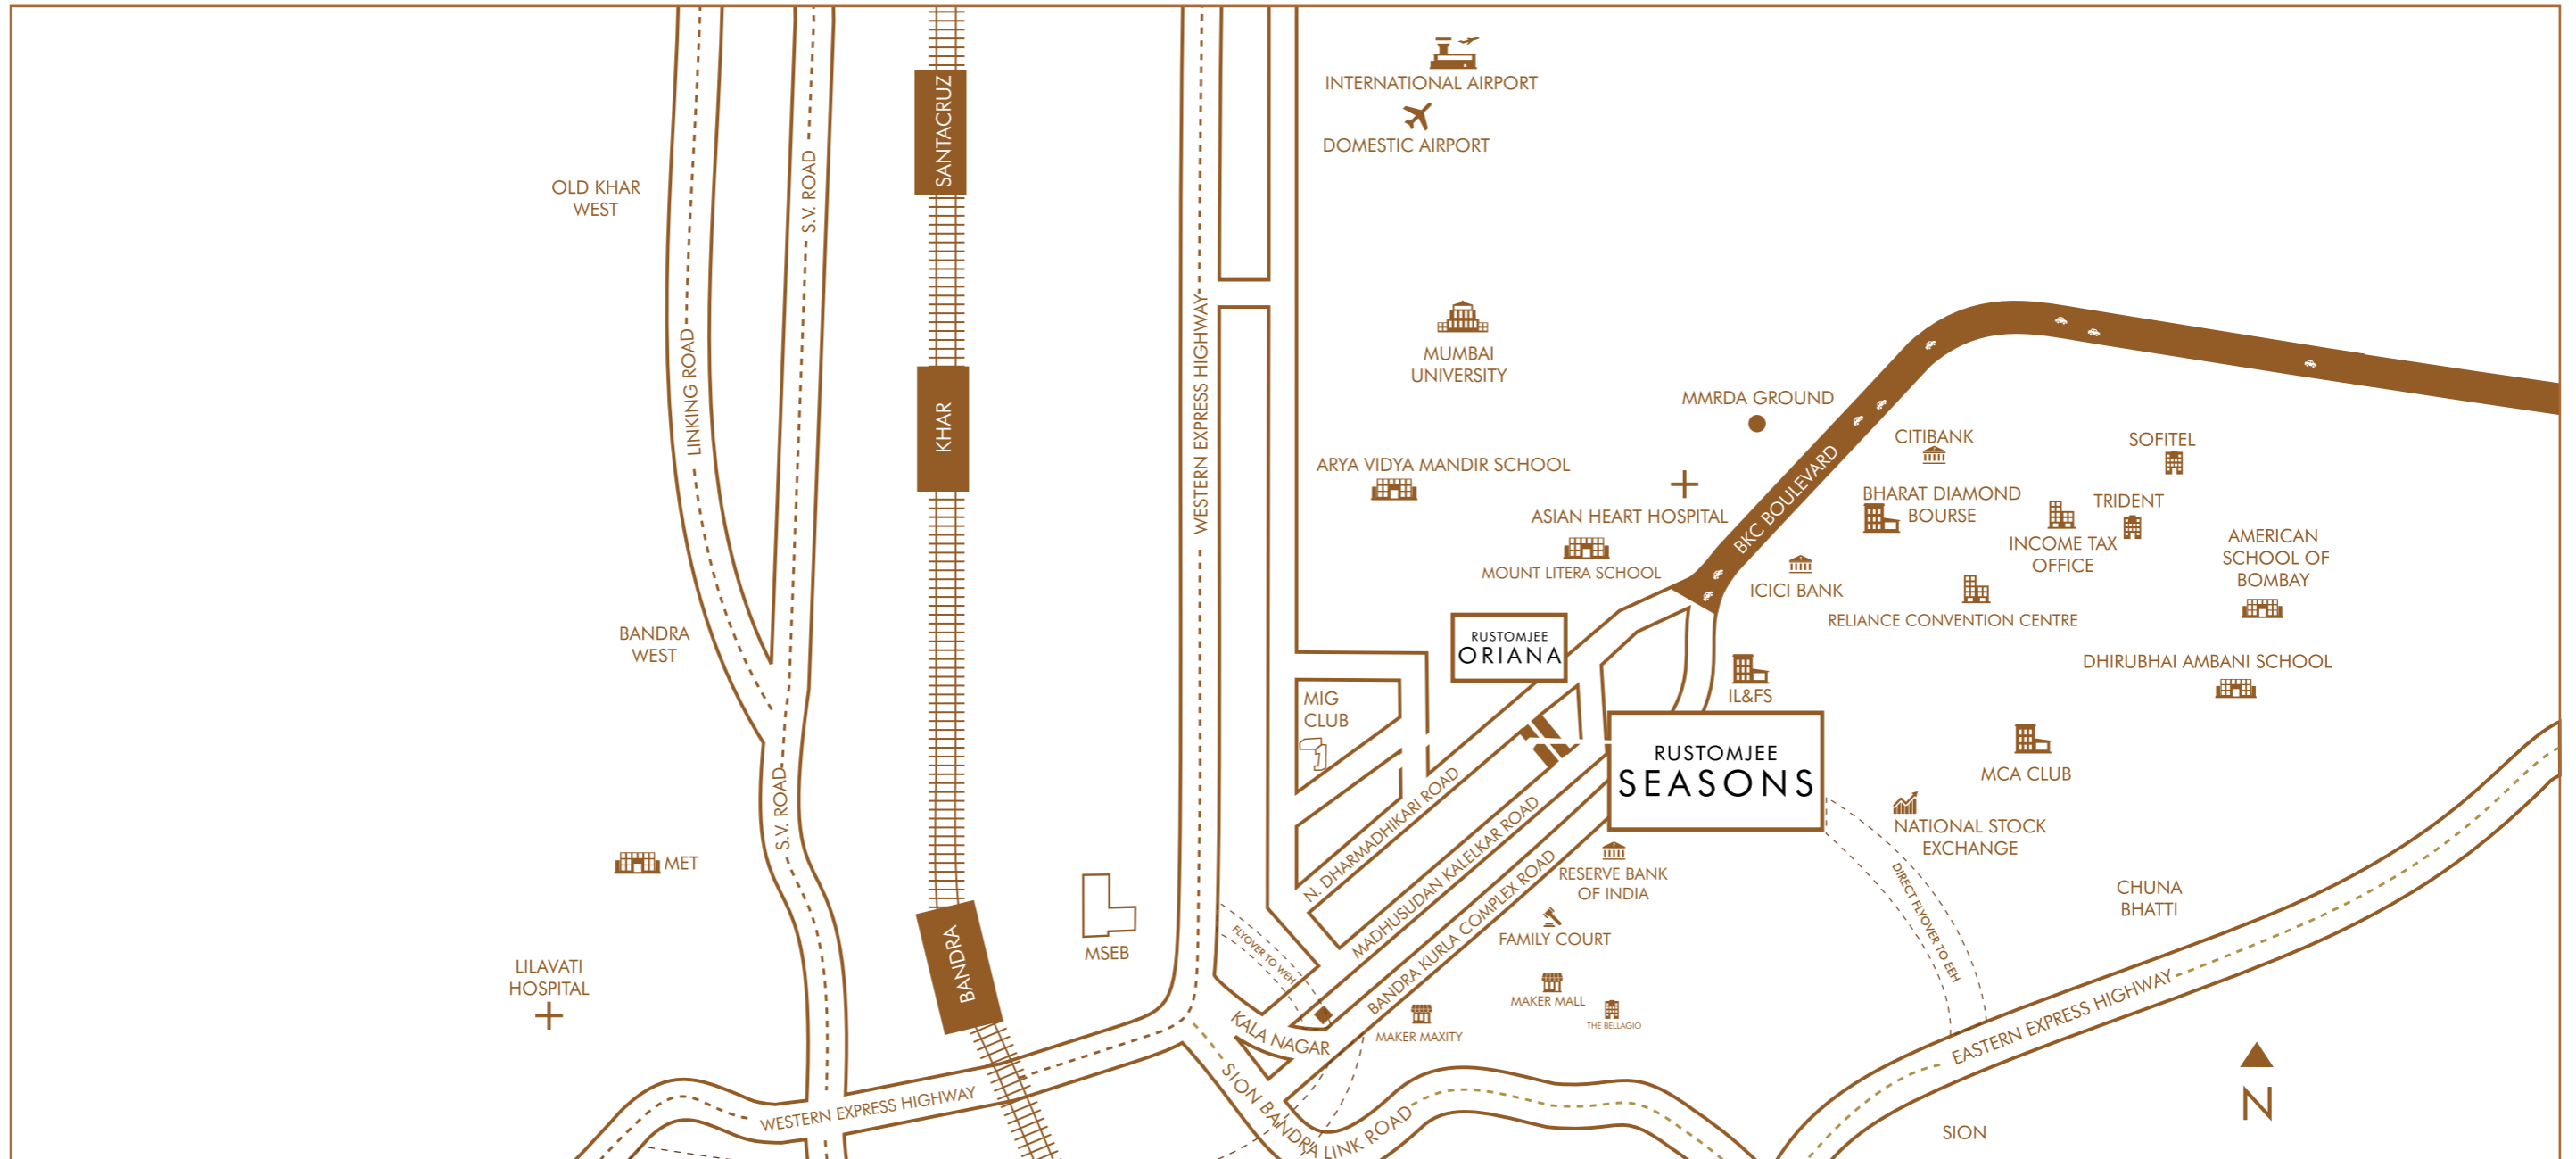 INTERNATIONAL AIRPORT
DOMESTIC AIRPORT
SANTACRUZ
S.V. ROAD
OLD KHAR
WEST
LINKING ROAD
KHAR
WESTERN EXPRESS HIGHWAY
MUMBAI
UNIVERSITY
MMRDA GROUND
ARYA VIDYA MANDIR SCHOOL
ASIAN HEART HOSPITAL
MOUNT LITERA SCHOOL
BKC BOULEVARD
CITIBANK
SOFITEL
BHARAT DIAMOND
BOURSE
TRIDENT
INCOME TAX
OFFICE
AMERICAN
SCHOOL OF
BOMBAY
ICICI BANK
RELIANCE CONVENTION CENTRE
BANDRA
WEST
RUSTOMJEE
ORIANA
DHIRUBHAI AMBANI SCHOOL
IL&FS
MIG
CLUB
RUSTOMJEE
SEASONS
MCA CLUB
S.V. ROAD
N. DHARMADHIKARI ROAD
MADHUSUDAN KALELKAR ROAD
BANDRA KURLA COMPLEX ROAD
NATIONAL STOCK
EXCHANGE
MET
RESERVE BANK
OF INDIA
DIRECT FLYOVER TO EEH
CHUNA
BHATTI
BANDRA
MSEB
FLYOVER TO WEH
FAMILY COURT
LILAVATI
HOSPITAL
MAKER MALL
THE BELLAGIO
MAKER MAXITY
KALA NAGAR
EASTERN EXPRESS HIGHWAY
WESTERN EXPRESS HIGHWAY
SION BANDRA LINK ROAD
N
SION